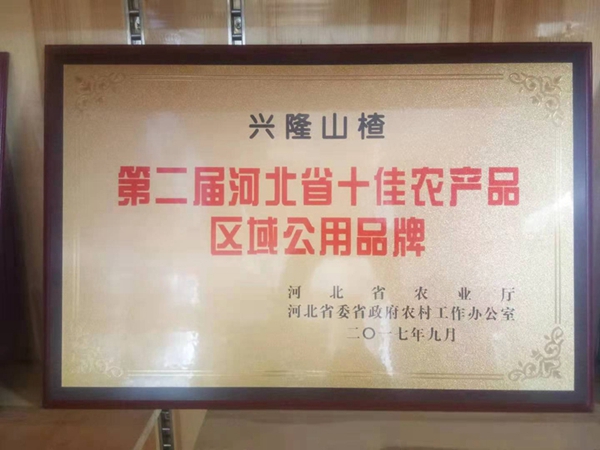 兴隆山楂
第二届河北省十佳农产品
区域公用品牌
河北省农业厅
河北省委省政府农村工作办公室
二〇一七年九月